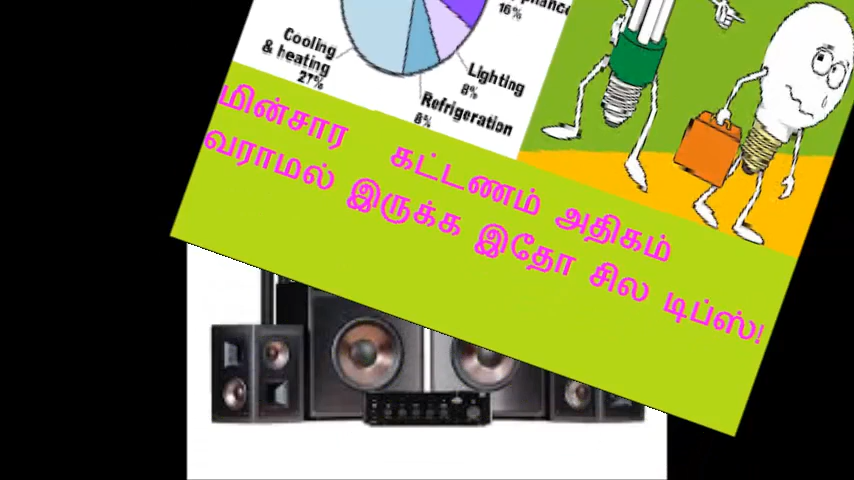 16%
Cooling
& heating
27%
Lighting
8%
Refrigeration
8%
மின்சார கட்டணம் அதிகம்
வராமல் இருக்க இதோ சில டிப்ஸ்!